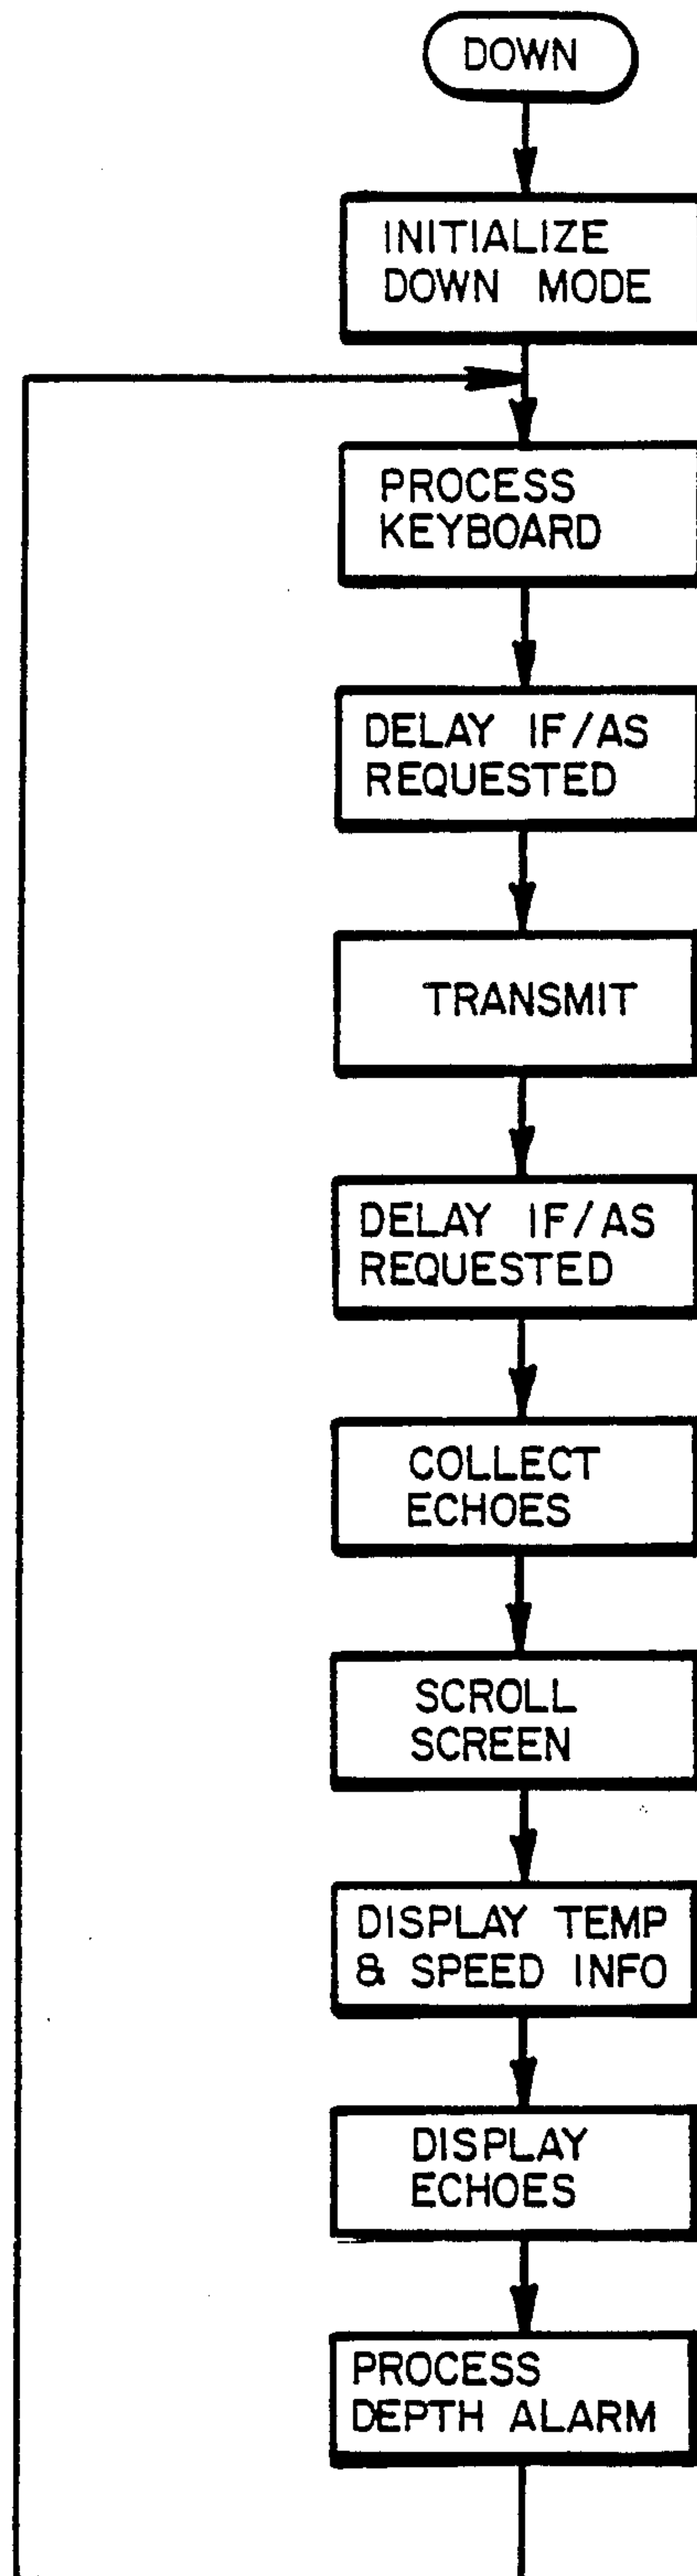 DOWN
INITIALIZE
DOWN MODE
PROCESS
KEYBOARD
DELAY IF/AS
REQUESTED
TRANSMIT
DELAY IF/AS
REQUESTED
COLLECT
ECHOES
SCROLL
SCREEN
DISPLAY TEMP
& SPEED INFO
DISPLAY
ECHOES
PROCESS
DEPTH ALARM